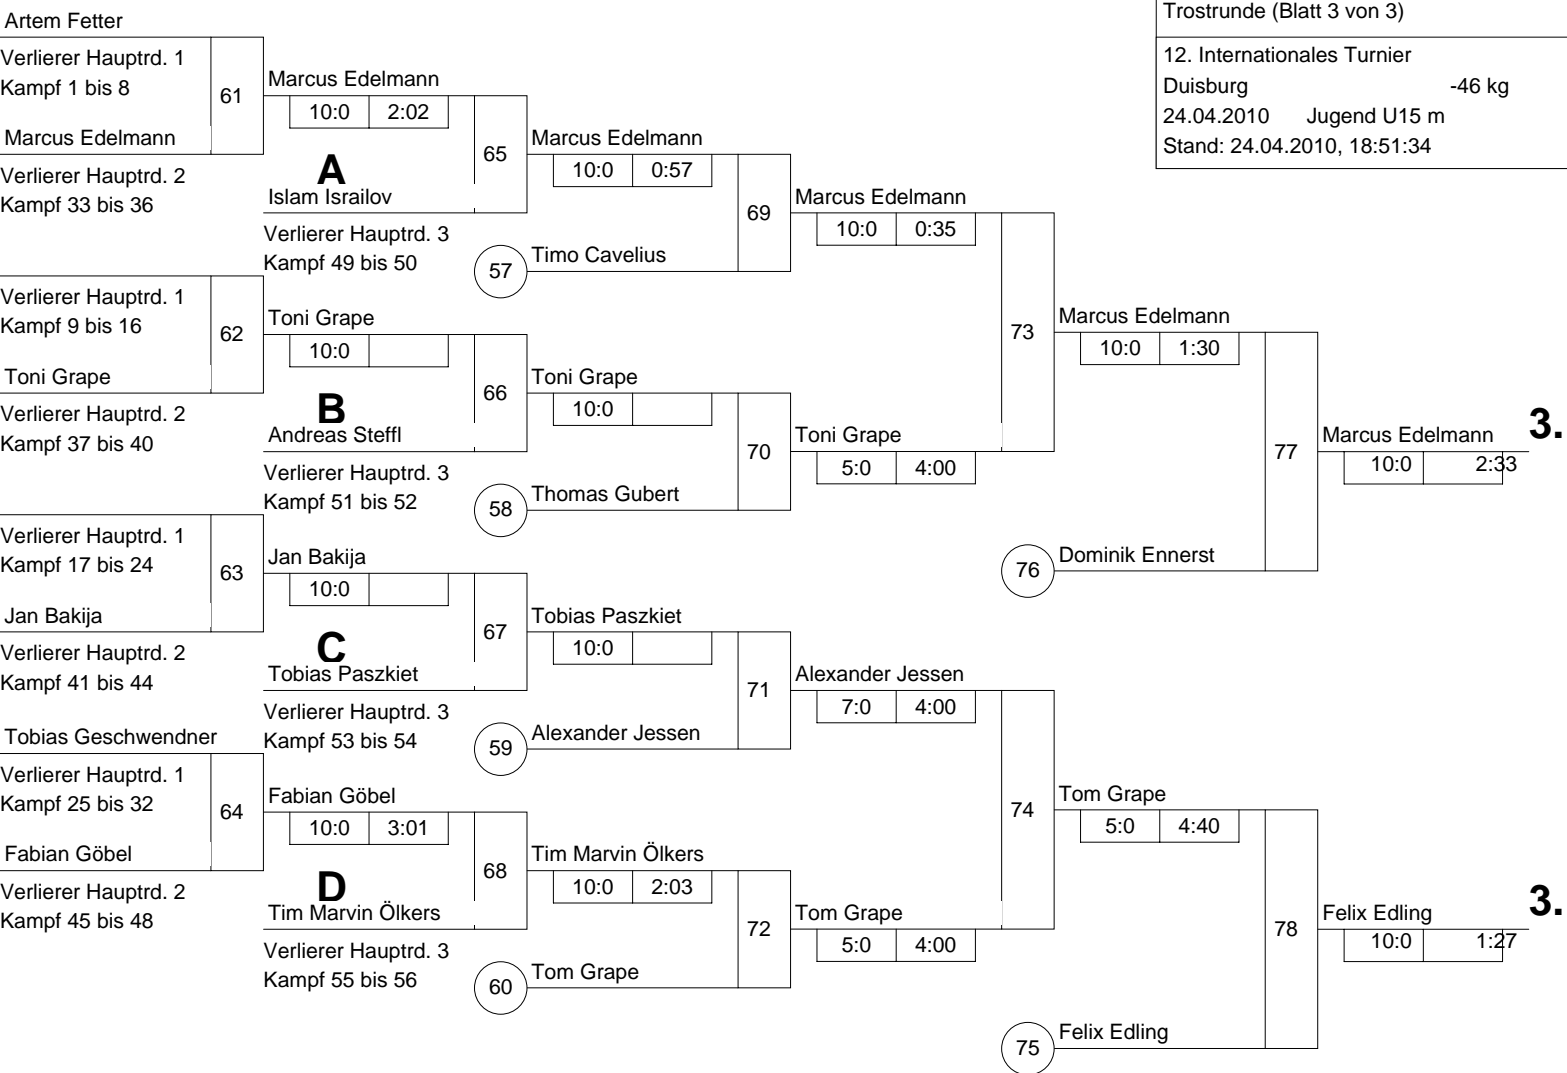 Trostrunde (Blatt 3 von 3)
12. Internationales Turnier
Duisburg -46 kg
24.04.2010 Jugend U15 m
Stand: 24.04.2010, 18:51:34
Artem Fetter
Verlierer Hauptrd. 1
Kampf 1 bis 8
61
Marcus Edelmann
Verlierer Hauptrd. 2
Kampf 33 bis 36
Verlierer Hauptrd. 1
Kampf 9 bis 16
62
Toni Grape
Verlierer Hauptrd. 2
Kampf 37 bis 40
Verlierer Hauptrd. 1
Kampf 17 bis 24
63
Jan Bakija
Verlierer Hauptrd. 2
Kampf 41 bis 44
Tobias Geschwendner
Verlierer Hauptrd. 1
Kampf 25 bis 32
64
Fabian Göbel
Verlierer Hauptrd. 2
Kampf 45 bis 48
Marcus Edelmann
10:0 2:02
A
65
Islam Israilov
Verlierer Hauptrd. 3
Kampf 49 bis 50
Toni Grape
10:0
B
66
Andreas Steffl
Verlierer Hauptrd. 3
Kampf 51 bis 52
Jan Bakija
10:0
C
67
Tobias Paszkiet
Verlierer Hauptrd. 3
Kampf 53 bis 54
Fabian Göbel
10:0 3:01
D
68
Tim Marvin Ölkers
Verlierer Hauptrd. 3
Kampf 55 bis 56
Marcus Edelmann
10:0 0:57
69
57 Timo Cavelius
Toni Grape
10:0
70
58 Thomas Gubert
Tobias Paszkiet
10:0
71
59 Alexander Jessen
Tim Marvin Ölkers
10:0 2:03
72
60 Tom Grape
Marcus Edelmann
10:0 0:35
73
Toni Grape
5:0 4:00
Alexander Jessen
7:0 4:00
74
Tom Grape
5:0 4:00
Marcus Edelmann
10:0 1:30
77
76 Dominik Ennerst
Tom Grape
5:0 4:40
78
75 Felix Edling
Marcus Edelmann 3.
10:0 2:33
Felix Edling 3.
10:0 1:27